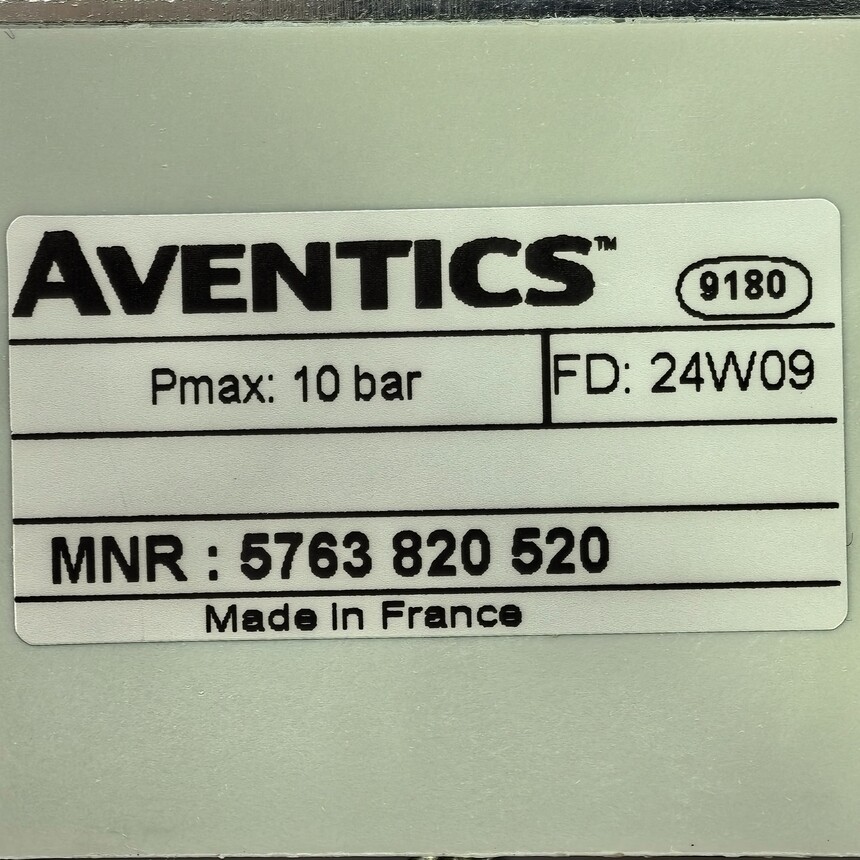 AVENTICS™ 9180
Pmax: 10 bar FD: 24W09
MNR : 5763 820 520
Made in France